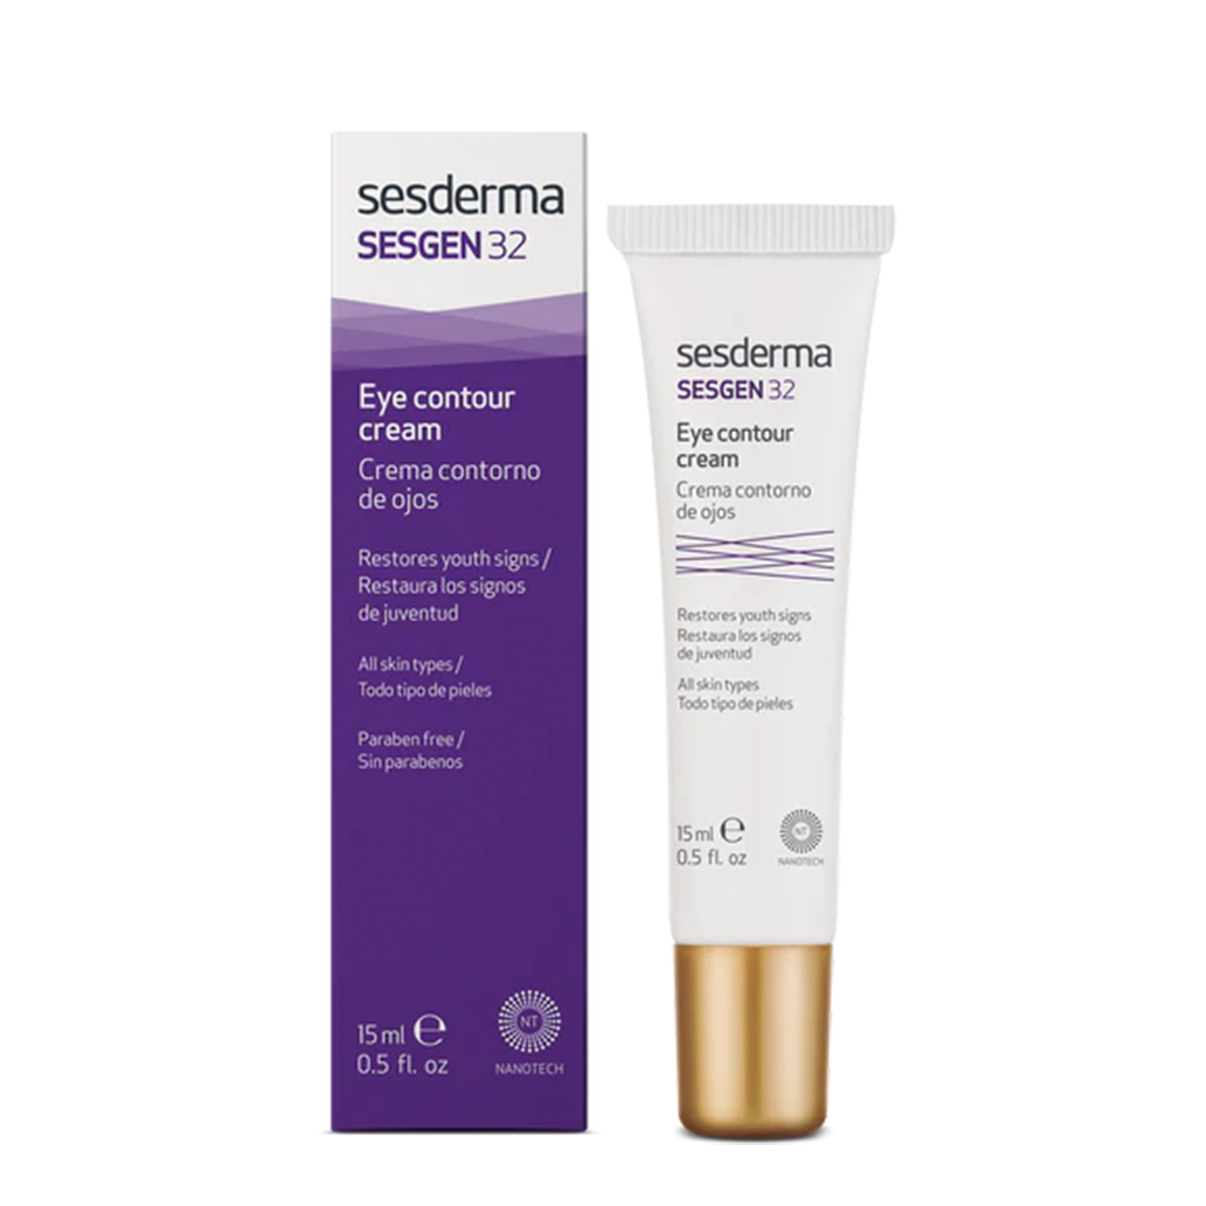 sesderma
SESGEN 32
Eye contour
cream
Crema contorno
de ojos
Restores youth signs /
Restaura los signos
de juventud
All skin types /
Todo tipo de pieles
Paraben free /
Sin parabenos
15 ml ℮
0.5 fl. oz
NT
NANOTECH
sesderma
SESGEN 32
Eye contour
cream
Crema contorno
de ojos
Restores youth signs
Restaura los signos
de juventud
All skin types
Todo tipo de pieles
15 ml ℮
0.5 fl. oz
NT
NANOTECH